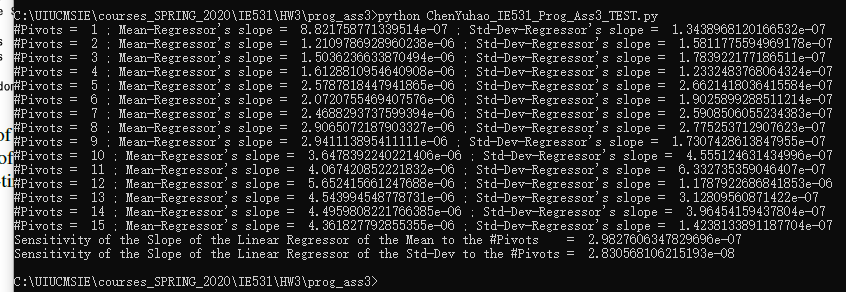 C:\UIUCMSIE\courses_SPRING_2020\IE531\HW3\prog_ass3>python ChenYuhao_IE531_Prog_Ass3_TEST.py
#Pivots = 1 ; Mean-Regressor's slope = 8.82175877133951​4e-07 ; Std-Dev-Regressor's slope = 1.3438968120166532e-07
#Pivots = 2 ; Mean-Regressor's slope = 1.2109786928960238e-06 ; Std-Dev-Regressor's slope = 1.5811775594969178e-07
#Pivots = 3 ; Mean-Regressor's slope = 1.5036236633870494e-06 ; Std-Dev-Regressor's slope = 1.783922177186511e-07
#Pivots = 4 ; Mean-Regressor's slope = 1.6128810954640908e-06 ; Std-Dev-Regressor's slope = 1.2332483768064324e-07
#Pivots = 5 ; Mean-Regressor's slope = 2.5787818447941865e-06 ; Std-Dev-Regressor's slope = 2.6621418036415584e-07
#Pivots = 6 ; Mean-Regressor's slope = 2.0720755469407576e-06 ; Std-Dev-Regressor's slope = 1.9025899288511214e-07
#Pivots = 7 ; Mean-Regressor's slope = 2.4688293737599394e-06 ; Std-Dev-Regressor's slope = 2.5908506055234383e-07
#Pivots = 8 ; Mean-Regressor's slope = 2.9065072187903327e-06 ; Std-Dev-Regressor's slope = 2.775253712907623e-07
#Pivots = 9 ; Mean-Regressor's slope = 2.941113895411111e-06 ; Std-Dev-Regressor's slope = 1.7307428613847955e-07
#Pivots = 10 ; Mean-Regressor's slope = 3.6478392240221406e-06 ; Std-Dev-Regressor's slope = 4.555124631434996e-07
#Pivots = 11 ; Mean-Regressor's slope = 4.067420852221832e-06 ; Std-Dev-Regressor's slope = 6.332735359046407e-07
#Pivots = 12 ; Mean-Regressor's slope = 5.652415661247688e-06 ; Std-Dev-Regressor's slope = 1.1787922686841853e-06
#Pivots = 13 ; Mean-Regressor's slope = 4.543994548778731e-06 ; Std-Dev-Regressor's slope = 3.12809560871422e-07
#Pivots = 14 ; Mean-Regressor's slope = 4.4959808221766385e-06 ; Std-Dev-Regressor's slope = 3.96454159437804e-07
#Pivots = 15 ; Mean-Regressor's slope = 4.361827792855355e-06 ; Std-Dev-Regressor's slope = 1.4238133891187704e-07
Sensitivity of the Slope of the Linear Regressor of the Mean to the #Pivots = 2.9827606347829696e-07
Sensitivity of the Slope of the Linear Regressor of the Std-Dev to the #Pivots = 2.830568106215193e-08
C:\UIUCMSIE\courses_SPRING_2020\IE531\HW3\prog_ass3>